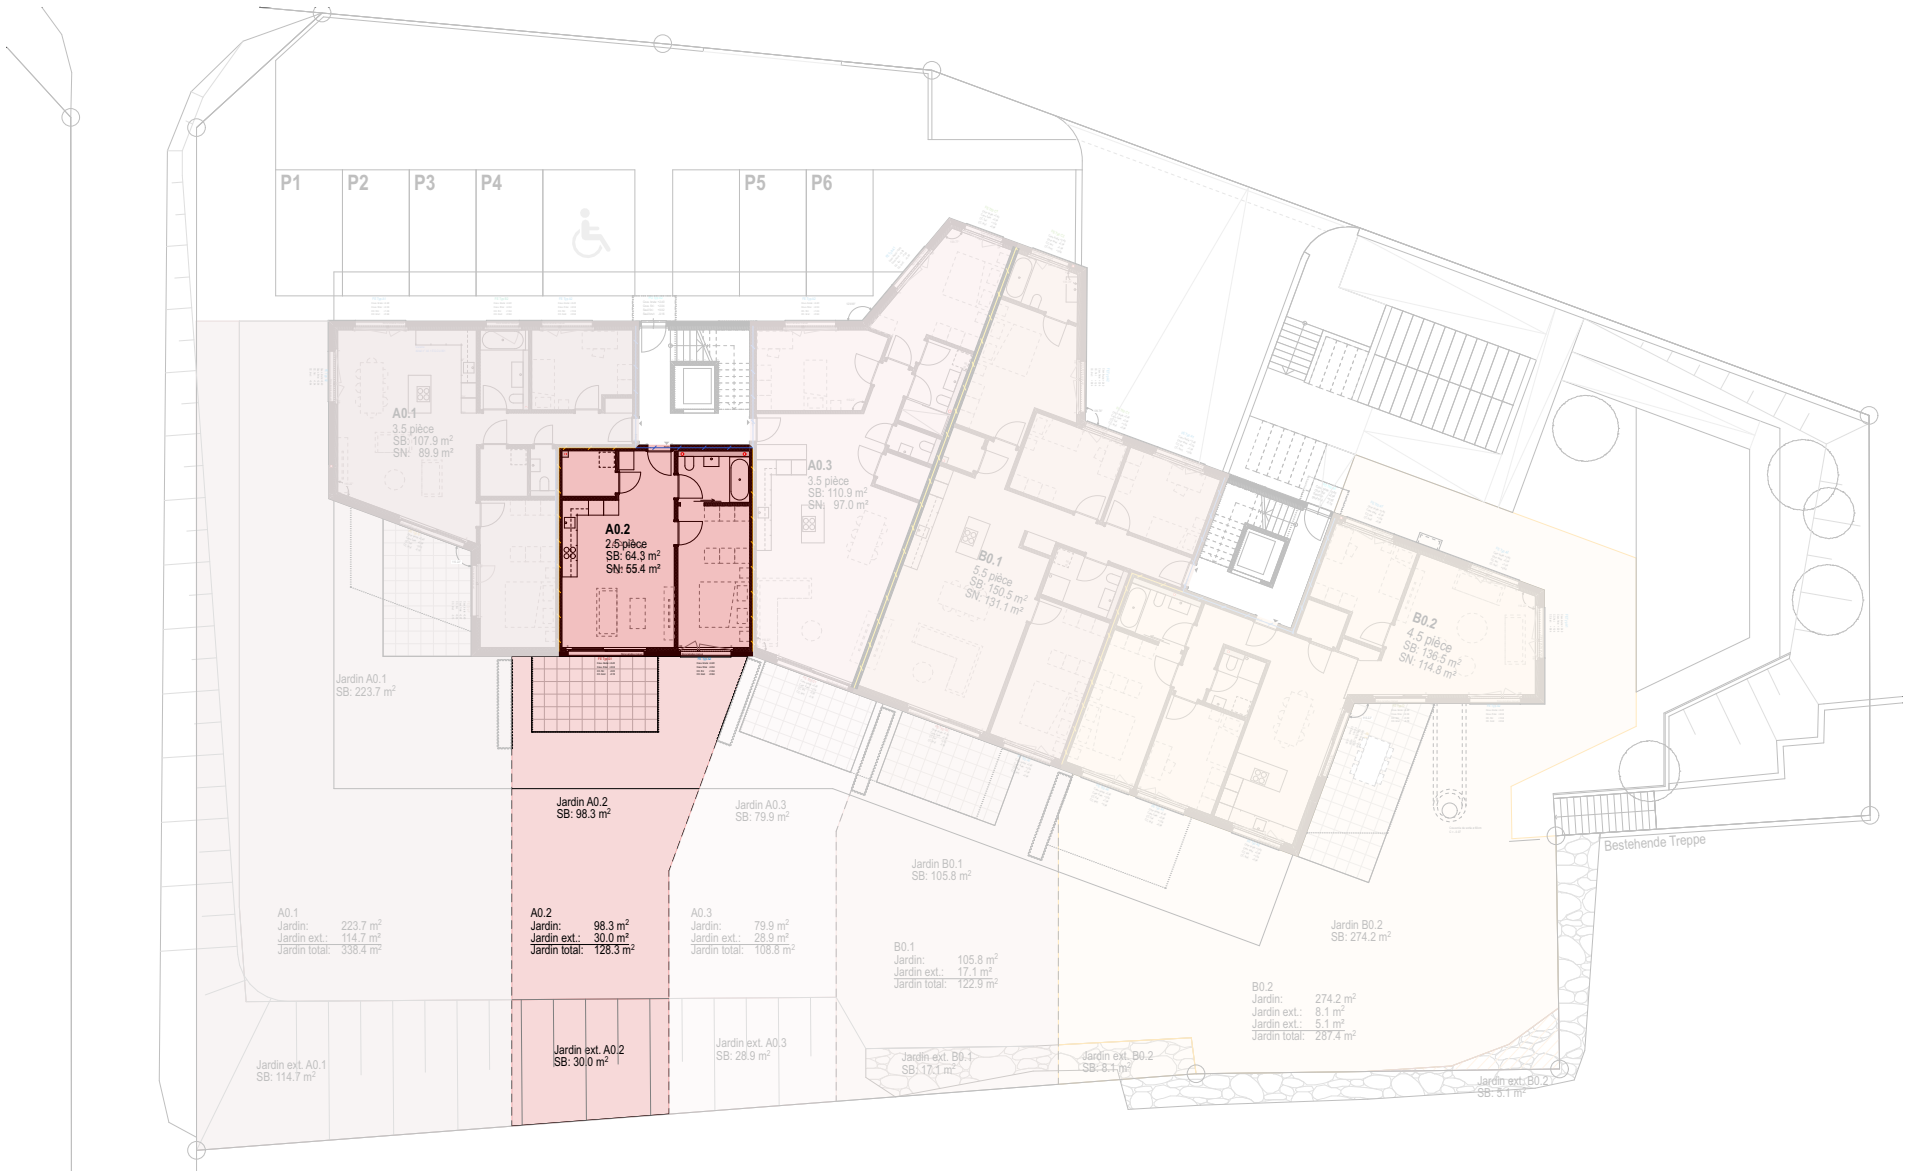 P1
P2
P3
P4
P5
P6
A0.1
3.5 pièce
SB: 107.9 m²
SN: 89.9 m²
A0.2
2.5 pièce
SB: 64.3 m²
SN: 55.4 m²
A0.3
3.5 pièce
SB: 110.9 m²
SN: 97.0 m²
B0.1
5.5 pièce
SB: 150.5 m²
SN: 131.1 m²
B0.2
4.5 pièce
SB: 136.5 m²
SN: 114.8 m²
Jardin A0.1
SB: 223.7 m²
Jardin A0.2
SB: 98.3 m²
Jardin A0.3
SB: 79.9 m²
Jardin B0.1
SB: 105.8 m²
Jardin B0.2
SB: 274.2 m²
Bestehende Treppe
A0.1
Jardin: 223.7 m²
Jardin ext.: 114.7 m²
Jardin total: 338.4 m²
A0.2
Jardin: 98.3 m²
Jardin ext.: 30.0 m²
Jardin total: 128.3 m²
A0.3
Jardin: 79.9 m²
Jardin ext.: 28.9 m²
Jardin total: 108.8 m²
B0.1
Jardin: 105.8 m²
Jardin ext.: 17.1 m²
Jardin total: 122.9 m²
B0.2
Jardin: 274.2 m²
Jardin ext.: 8.1 m²
Jardin ext.: 5.1 m²
Jardin total: 287.4 m²
Jardin ext. A0.1
SB: 114.7 m²
Jardin ext. A0.2
SB: 30.0 m²
Jardin ext. A0.3
SB: 28.9 m²
Jardin ext. B0.1
SB: 17.1 m²
Jardin ext. B0.2
SB: 8.1 m²
Jardin ext. B0.2
SB: 5.1 m²